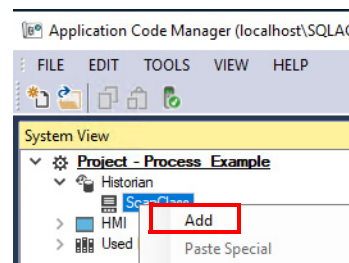 Application Code Manager (localhost\SQLAC
FILE EDIT TOOLS VIEW HELP
System View
Project - Process_Example
Historian
ScanClass
HMI
Add
Used
Paste Special